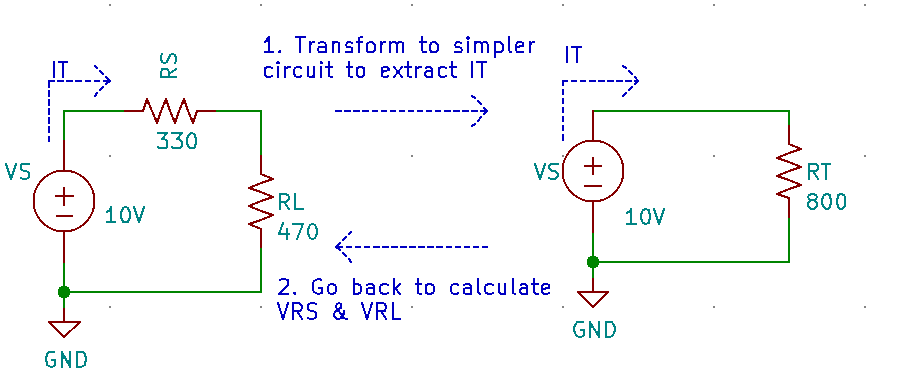 IT
RS
330
VS
10V
RL
470
GND
1. Transform to simpler
circuit to extract IT
2. Go back to calculate
VRS & VRL
IT
VS
10V
RT
800
GND